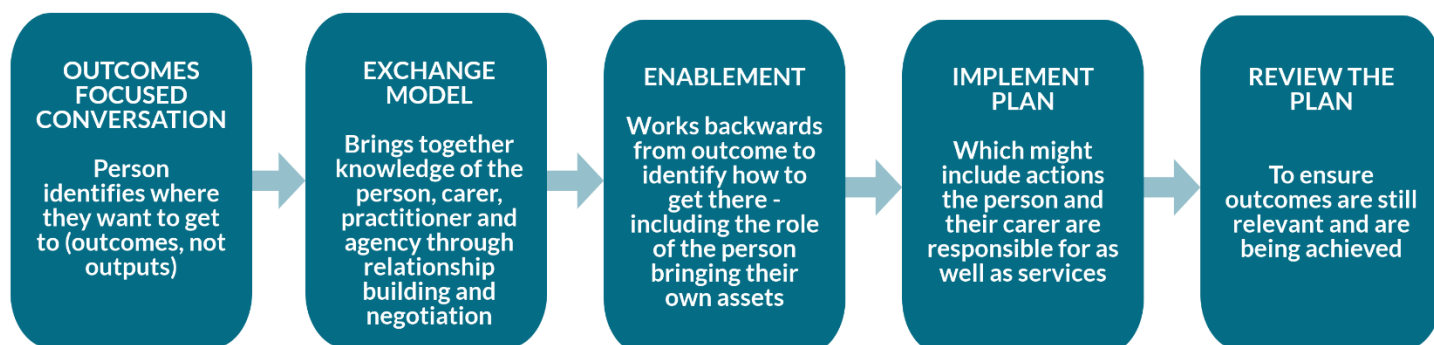 OUTCOMES
FOCUSED
CONVERSATION
Person
identifies where
they want to get
to (outcomes, not
outputs)
EXCHANGE
MODEL
Brings together
knowledge of the
person, carer,
practitioner and
agency through
relationship
building and
negotiation
ENABLEMENT
Works backwards
from outcome to
identify how to
get there -
including the role
of the person
bringing their
own assets
IMPLEMENT
PLAN
Which might
include actions
the person and
their carer are
responsible for as
well as services
REVIEW THE
PLAN
To ensure
outcomes are still
relevant and are
being achieved